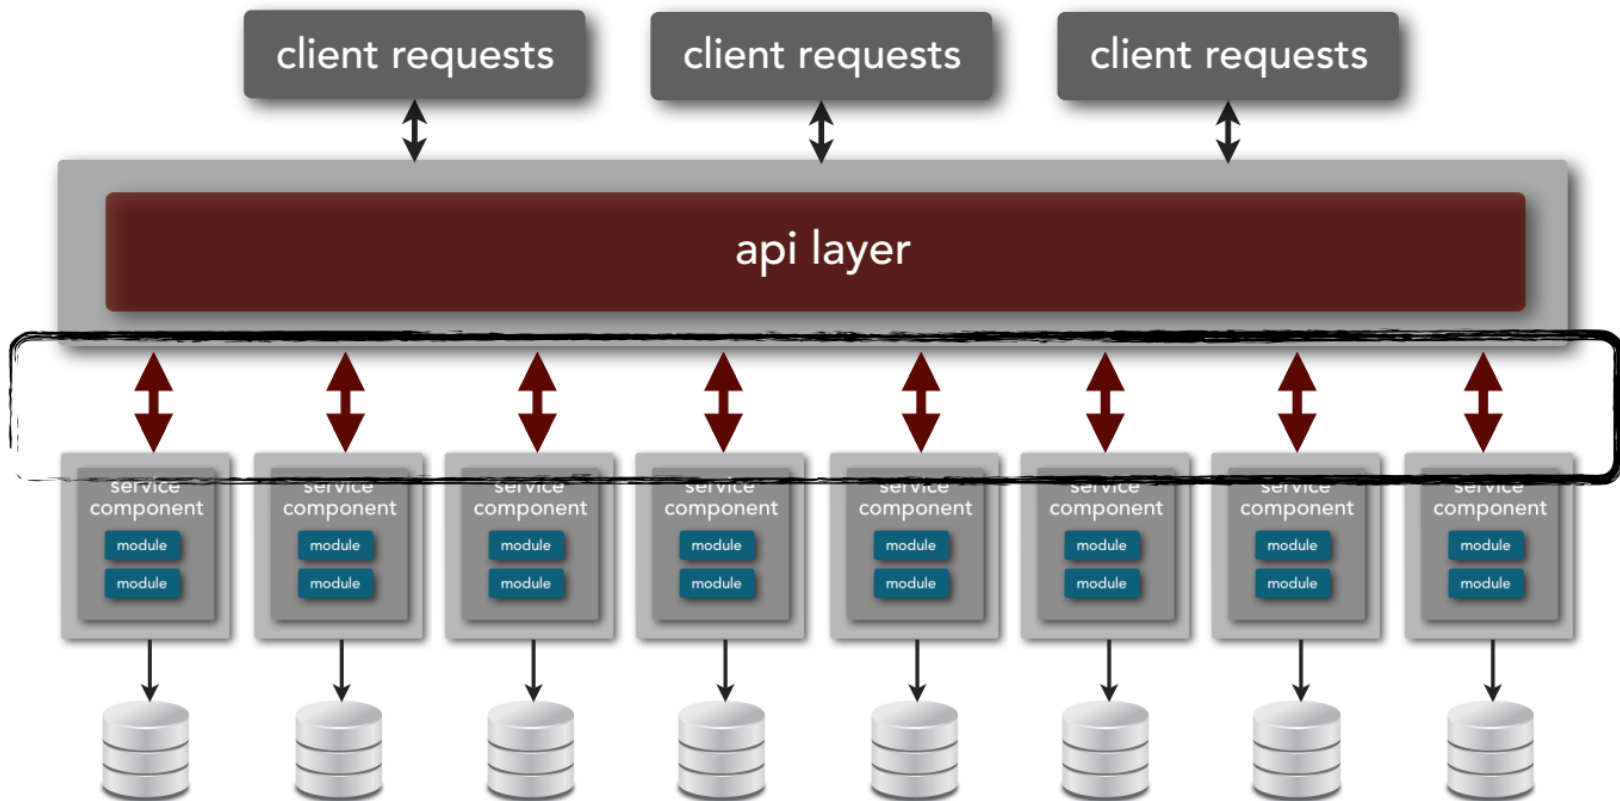 client requests
client requests
client requests
api layer
service
component
module
module
service
component
module
module
service
component
module
module
service
component
module
module
service
component
module
module
service
component
module
module
service
component
module
module
service
component
module
module